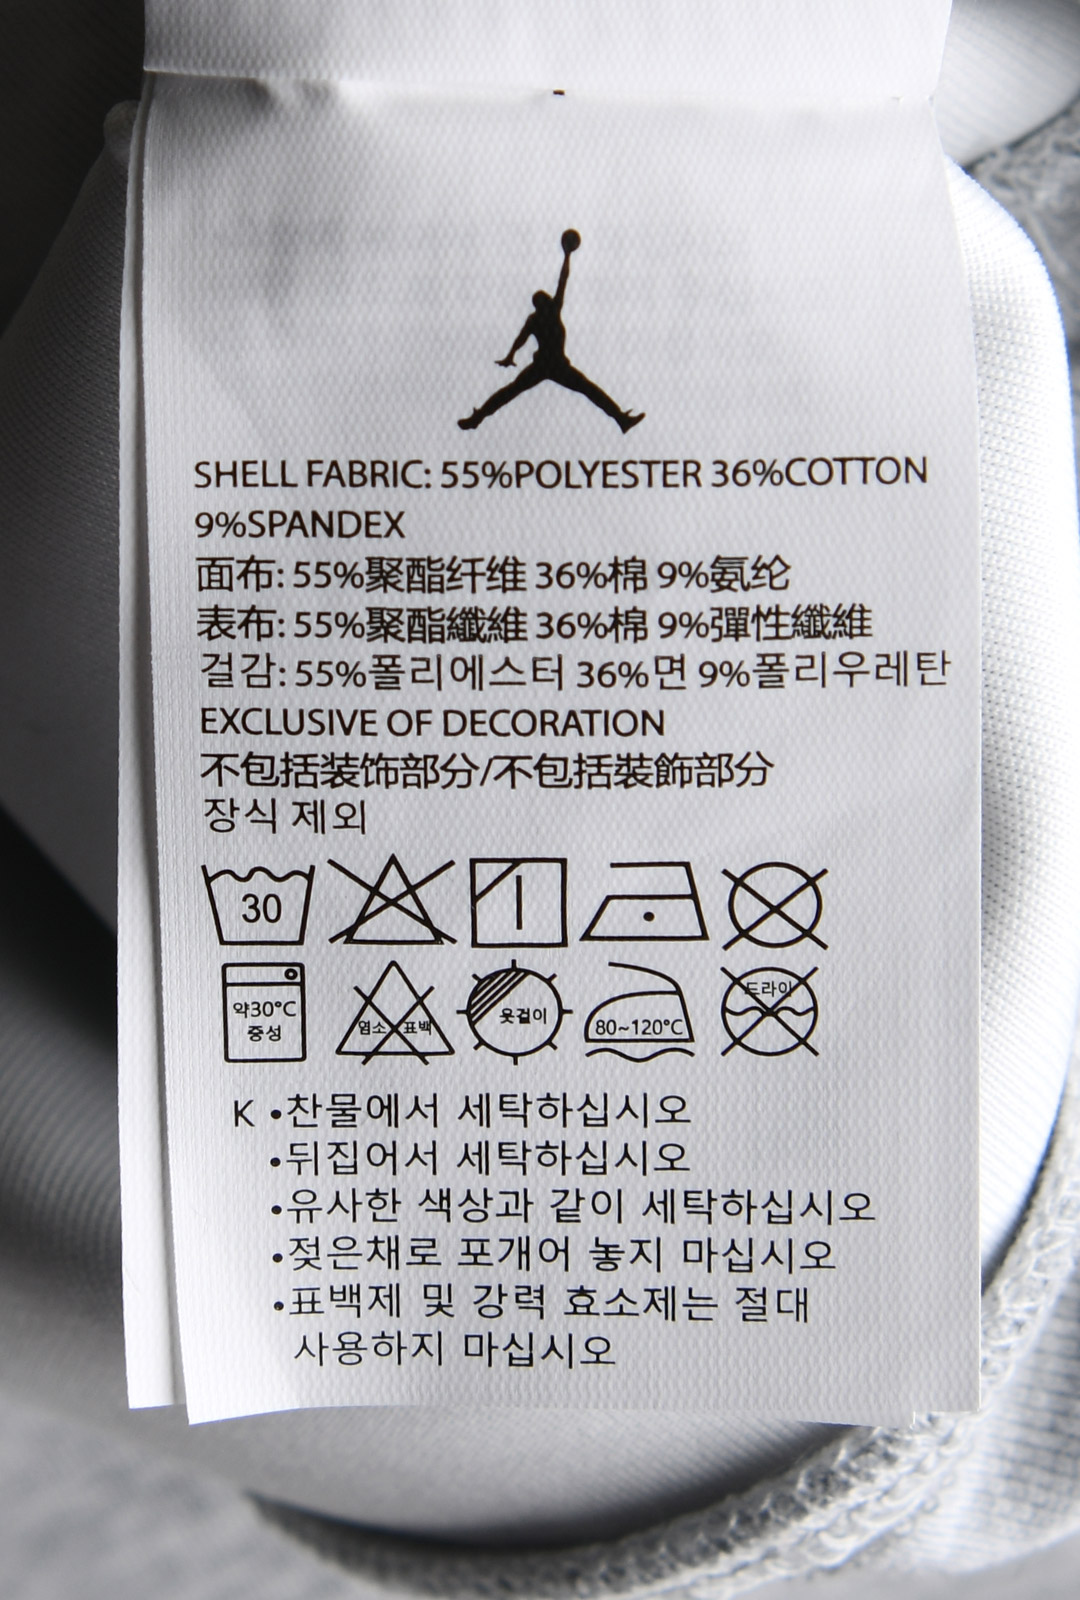 SHELL FABRIC: 55%POLYESTER 36%COTTON
9%SPANDEX
面布: 55%聚酯纤维 36%棉 9%氨纶
表布: 55%聚酯纖維 36%棉 9%彈性纖維
겉감: 55%폴리에스터 36%면 9%폴리우레탄
EXCLUSIVE OF DECORATION
不包括装饰部分/不包括裝飾部分
장식 제외
30
약30°C
중성
염소 표백
옷걸이
80~120°C
드라이
K •찬물에서 세탁하십시오
•뒤집어서 세탁하십시오
•유사한 색상과 같이 세탁하십시오
•젖은채로 포개어 놓지 마십시오
•표백제 및 강력 효소제는 절대
사용하지 마십시오